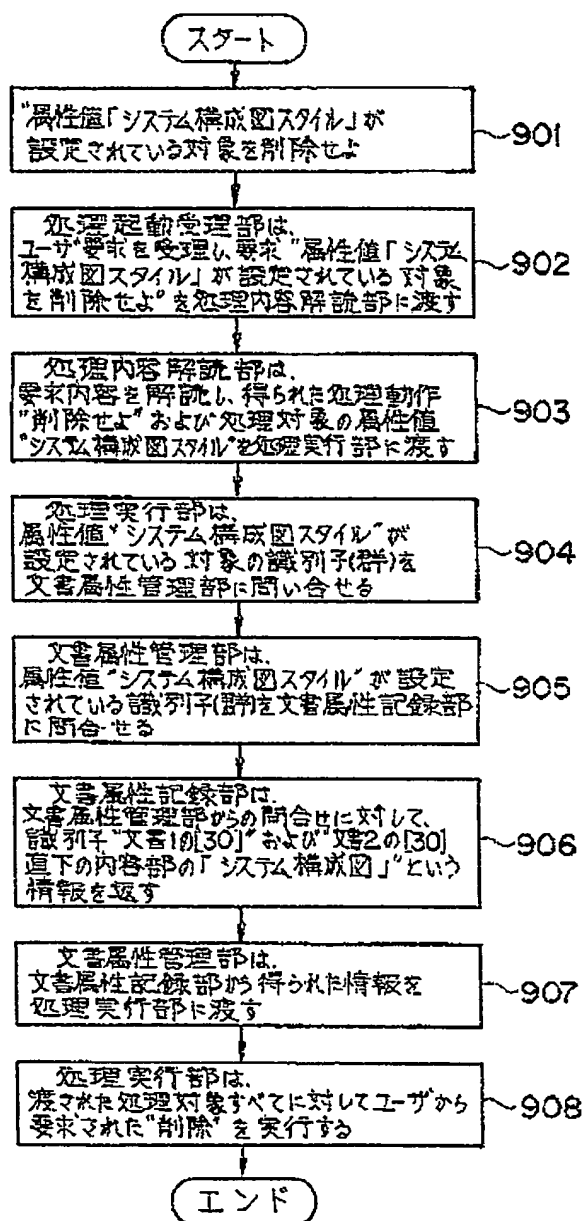 スタート
"属性値「システム構成図スタイル」が
設定されている対象を削除せよ
901
処理起動受理部は、
ユーザ要求を受理し、要求"属性値「システム
構成図スタイル」が設定されている対象
を削除せよ"を処理内容解読部に渡す
902
処理内容解読部は、
要求内容を解読し、得られた処理動作
"削除せよ"および処理対象の属性値
"システム構成図スタイル"を処理実行部に渡す
903
処理実行部は、
属性値"システム構成図スタイル"が
設定されている対象の識別子(群)を
文書属性管理部に問い合せる
904
文書属性管理部は、
属性値"システム構成図スタイル"が設定
されている識別子(群)を文書属性記録部
に問合せる
905
文書属性記録部は、
文書属性管理部からの問合せに対して、
識別子"文書1の[30]"および"文書2の[30]
直下の内容部の「システム構成図」"という
情報を返す
906
文書属性管理部は、
文書属性記録部から得られた情報を
処理実行部に渡す
907
処理実行部は、
渡された処理対象すべてに対してユーザから
要求された"削除"を実行する
908
エンド